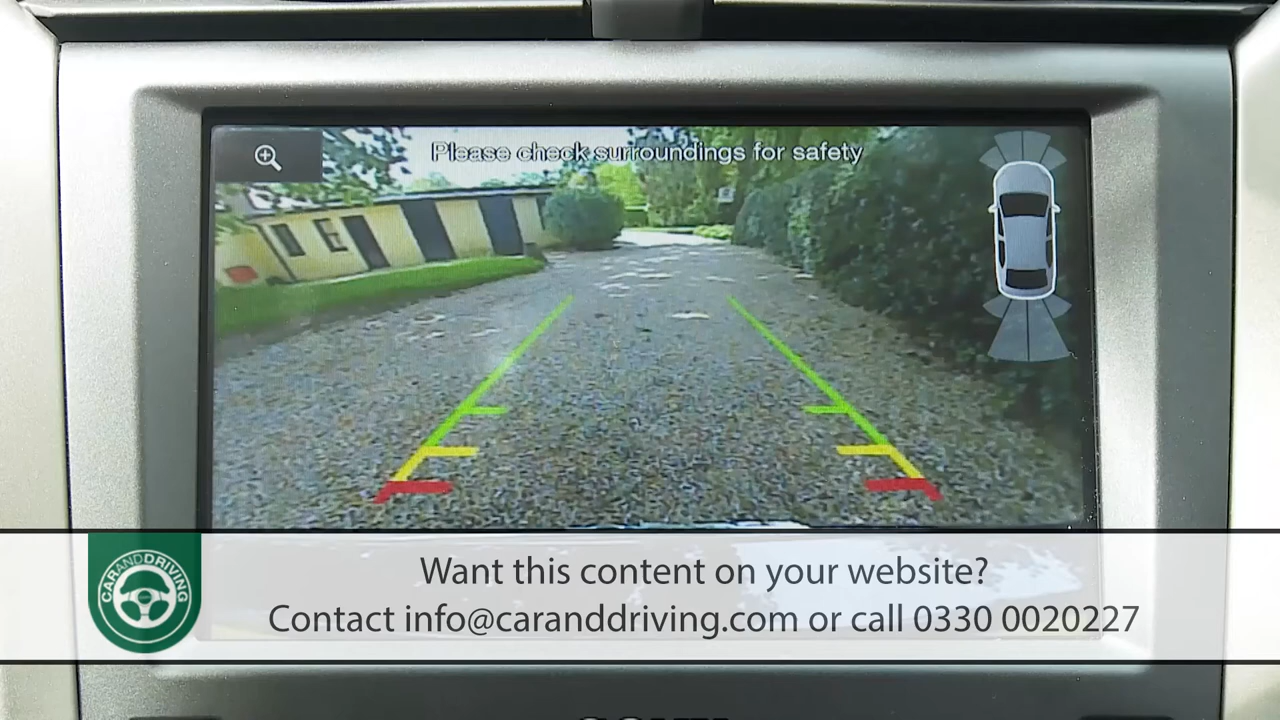 Please check surroundings for safety
CARANDDRIVING
Want this content on your website?
Contact info@caranddriving.com or call 0330 0020227